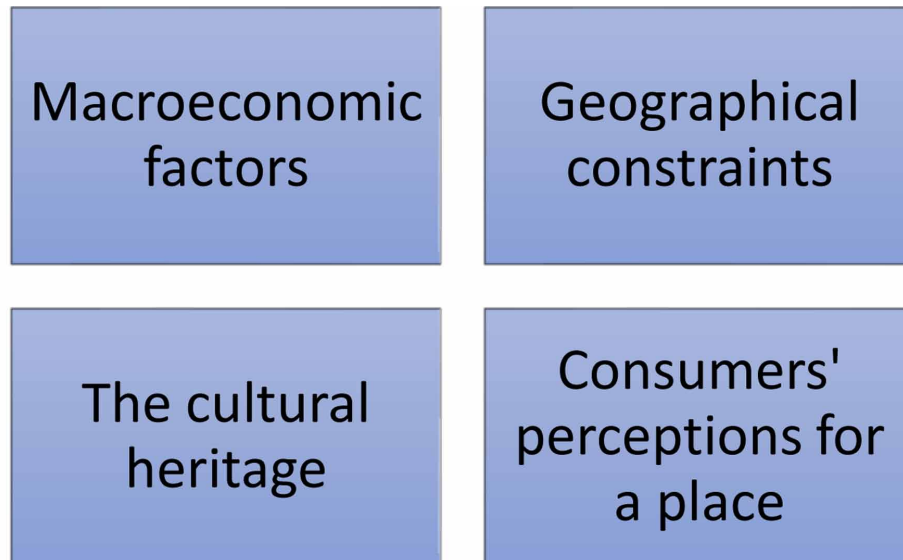 Macroeconomic
factors
Geographical
constraints
The cultural
heritage
Consumers'
perceptions for
a place